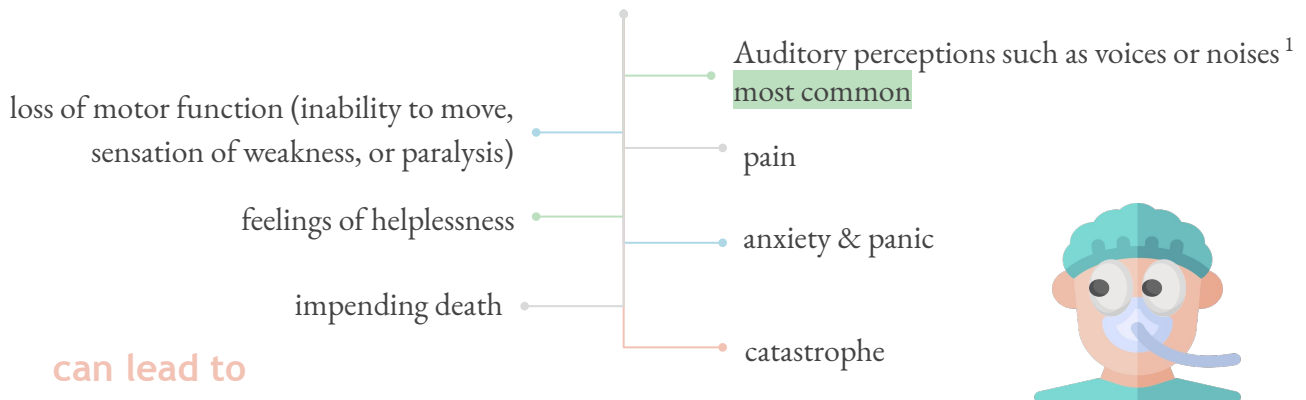 Auditory perceptions such as voices or noises 1
most common
loss of motor function (inability to move,
sensation of weakness, or paralysis)
pain
feelings of helplessness
anxiety & panic
impending death
catastrophe
can lead to